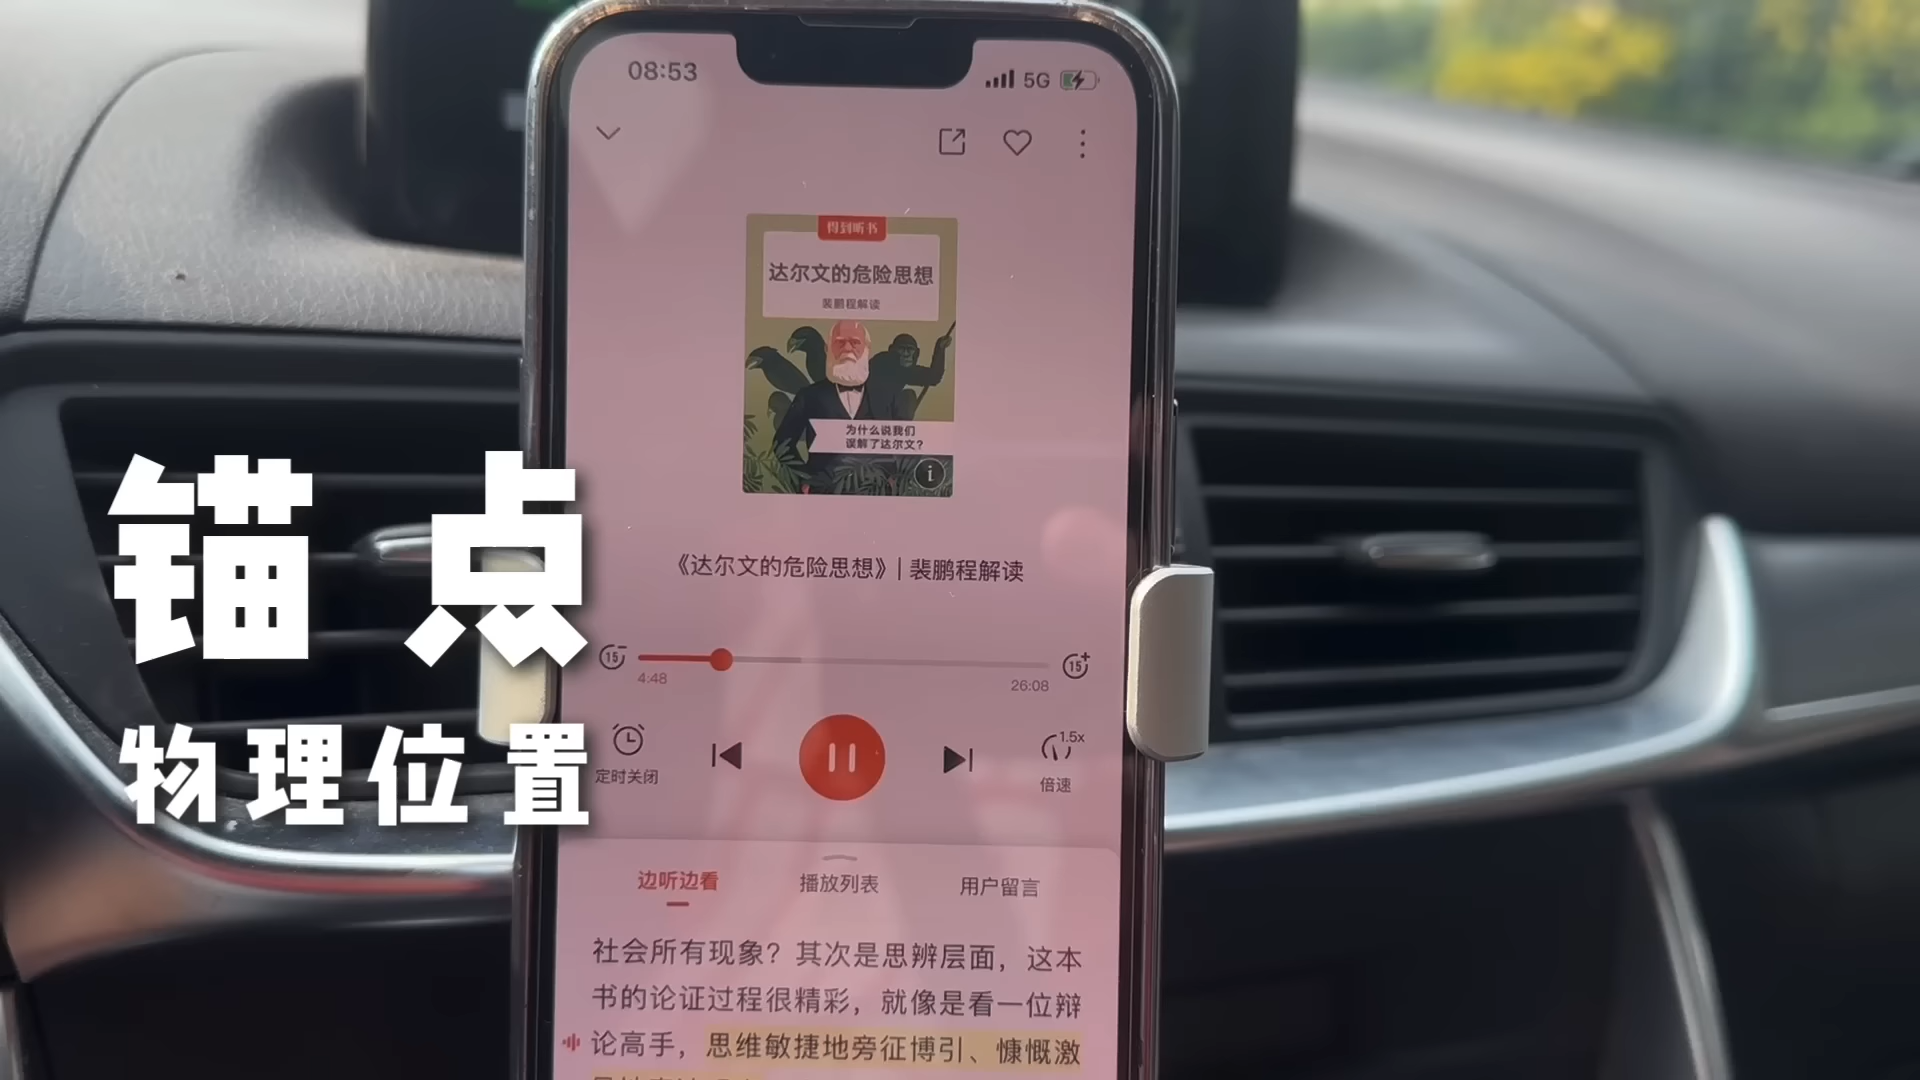 08:53
5G
得到听书
达尔文的危险思想
裴鹏程解读
为什么说我们
误解了达尔文?
i
锚点
物理位置
《达尔文的危险思想》| 裴鹏程解读
15
15
4:48
26:08
定时关闭
1.5x
倍速
边听边看
播放列表
用户留言
社会所有现象？其次是思辨层面，这本
书的论证过程很精彩，就像是看一位辩
论高手，思维敏捷地旁征博引、慷慨激